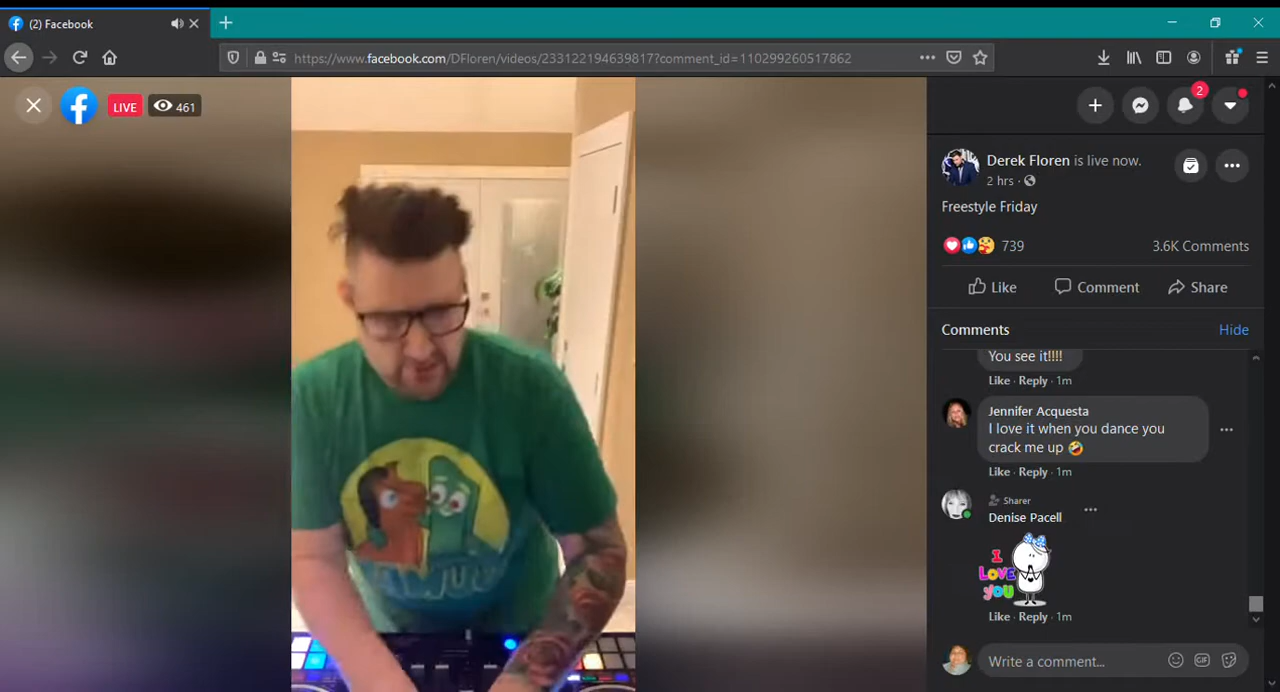 (2) Facebook
https://www.facebook.com/DFloren/videos/233122194639817?comment_id=110299260517862
LIVE
461
2
Derek Floren is live now.
2 hrs ·
Freestyle Friday
739
3.6K Comments
Like
Comment
Share
Comments
Hide
You see it!!!!
Like · Reply · 1m
Jennifer Acquesta
I love it when you dance you
crack me up 🤣
Like · Reply · 1m
Sharer
Denise Pacell
I
LOVE
YOU
Like · Reply · 1m
Write a comment...
GIF